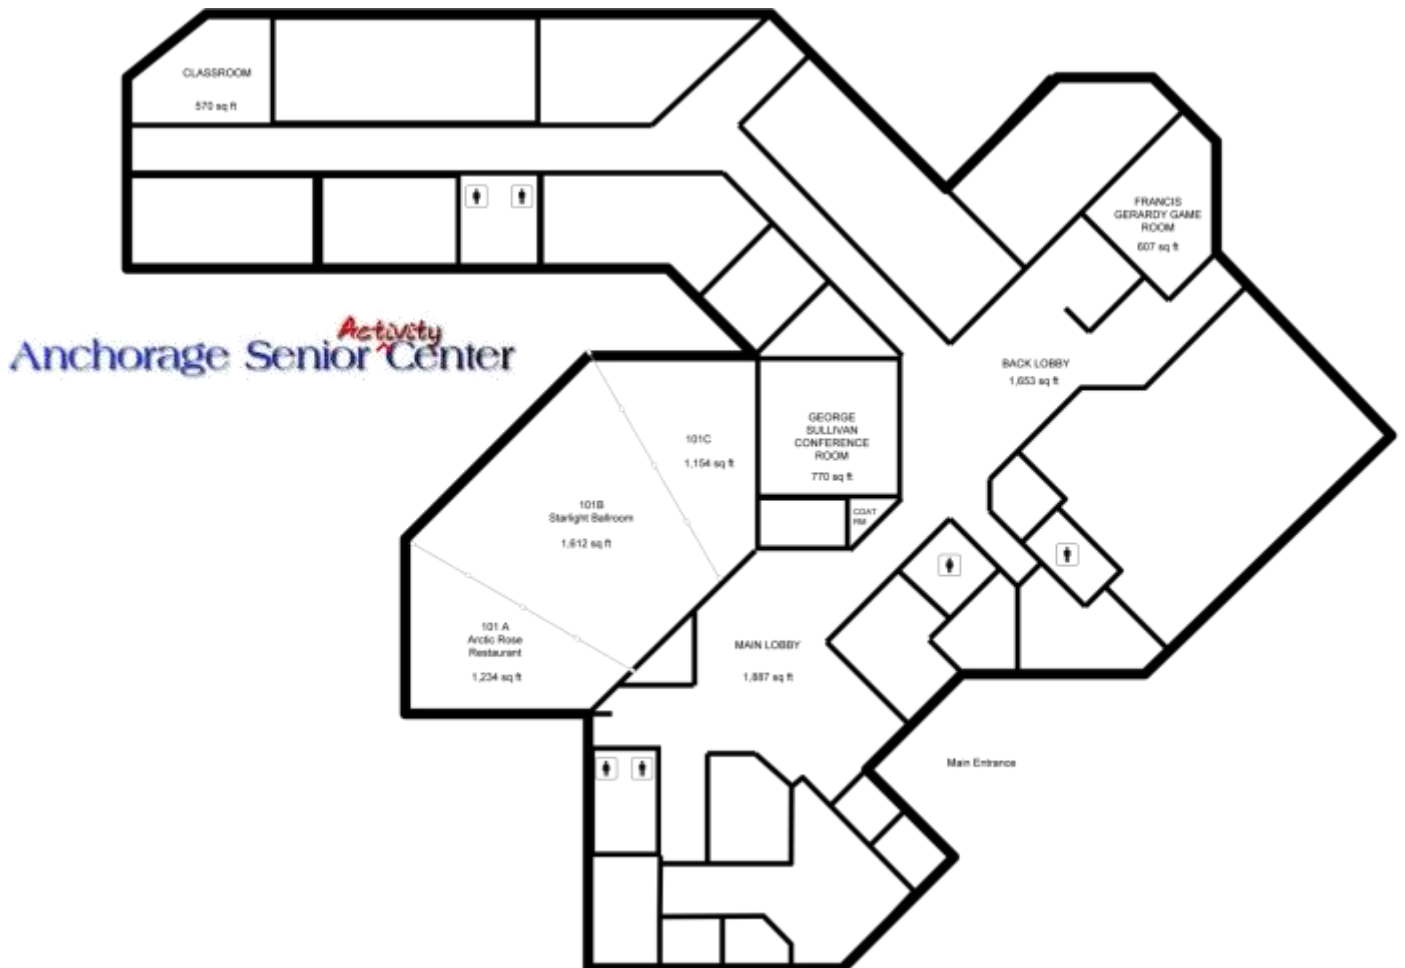 CLASSROOM
570 sq ft
FRANCIS
GERARDY GAME
ROOM
607 sq ft
Activity
Anchorage Senior ^ Center
BACK LOBBY
1,653 sq ft
GEORGE
SULLIVAN
CONFERENCE
ROOM
770 sq ft
101C
1,154 sq ft
COAT
RM
101B
Starlight Ballroom
1,612 sq ft
101 A
Arctic Rose
Restaurant
1,234 sq ft
MAIN LOBBY
1,887 sq ft
Main Entrance